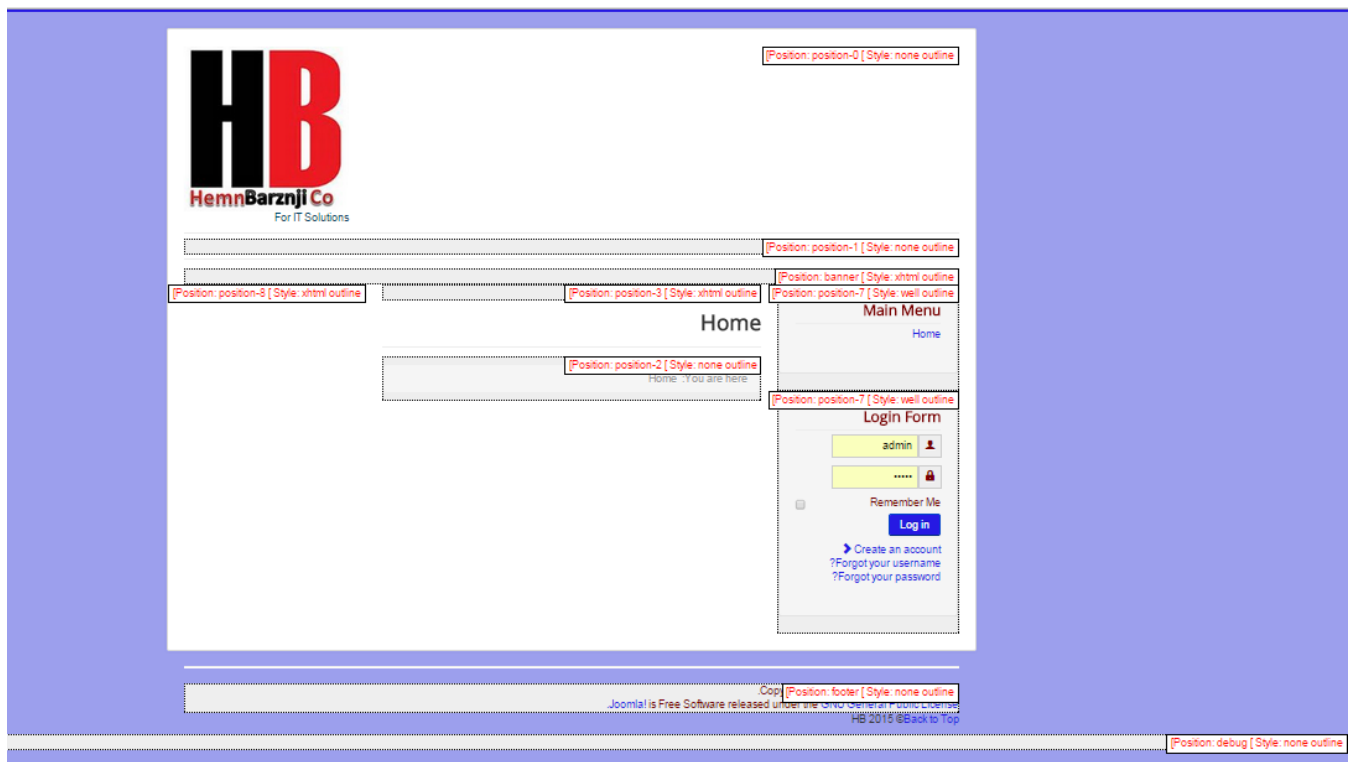 HB
HemnBarznji Co
For IT Solutions
[Position: position-0 [ Style: none outline
[Position: position-1 [ Style: none outline
[Position: banner [ Style: xhtml outline
[Position: position-8 [ Style: xhtml outline
[Position: position-3 [ Style: xhtml outline
Home
[Position: position-2 [ Style: none outline
Home :You are here
[Position: position-7 [ Style: well outline
Main Menu
Home
[Position: position-7 [ Style: well outline
Login Form
admin
•••••
Remember Me
Log in
Create an account
?Forgot your username
?Forgot your password
[Position: footer [ Style: none outline
.Joomla! is Free Software released under the GNU General Public License
HB 2015 ©Back to Top
[Position: debug [ Style: none outline